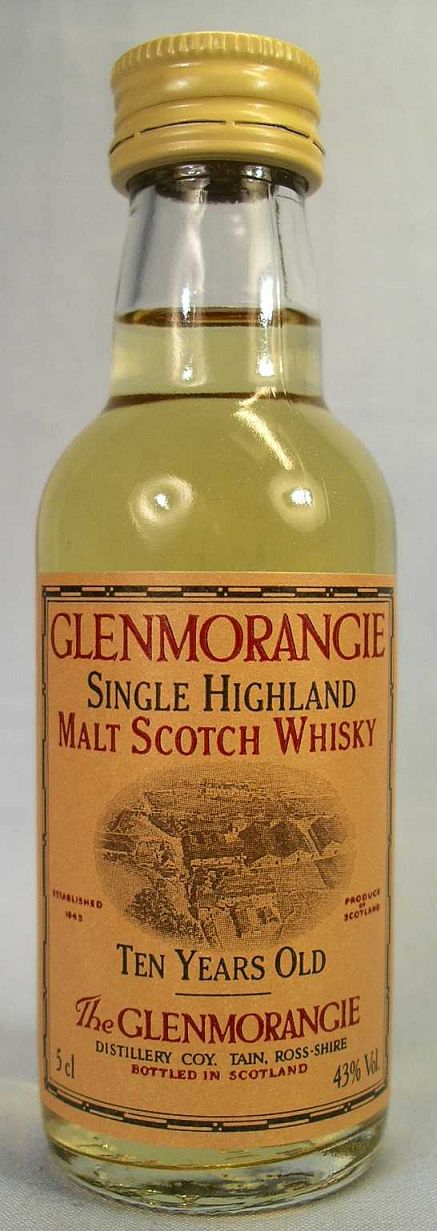 GLENMORANGIE
SINGLE HIGHLAND
MALT SCOTCH WHISKY
ESTABLISHED
1843
PRODUCE
OF
SCOTLAND
TEN YEARS OLD
The GLENMORANGIE
DISTILLERY COY. TAIN, ROSS-SHIRE
BOTTLED IN SCOTLAND
5 cl
43% Vol.